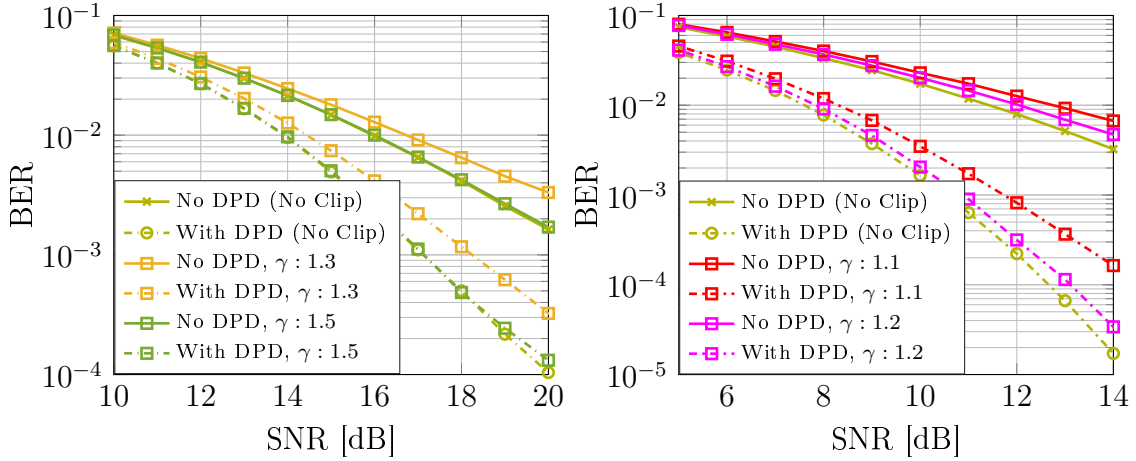 10⁻¹
10⁻²
10⁻³
10⁻⁴
BER
10 12 14 16 18 20
SNR [dB]
No DPD (No Clip)
With DPD (No Clip)
No DPD, γ : 1.3
With DPD, γ : 1.3
No DPD, γ : 1.5
With DPD, γ : 1.5
10⁻¹
10⁻²
10⁻³
10⁻⁴
10⁻⁵
BER
6 8 10 12 14
SNR [dB]
No DPD (No Clip)
With DPD (No Clip)
No DPD, γ : 1.1
With DPD, γ : 1.1
No DPD, γ : 1.2
With DPD, γ : 1.2